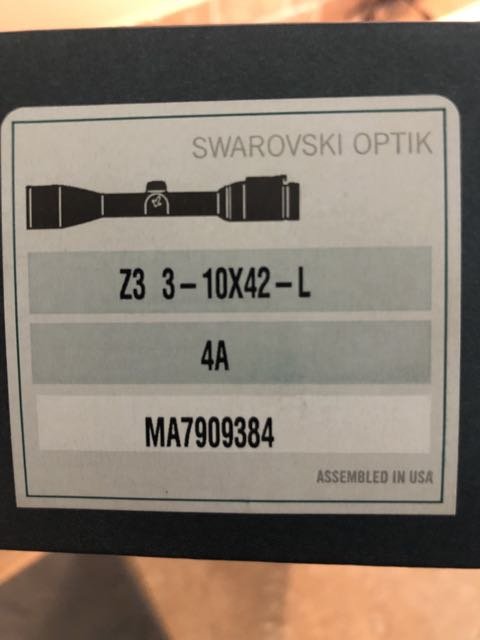 SWAROVSKI OPTIK
Z3 3-10X42-L
4A
MA7909384
ASSEMBLED IN USA